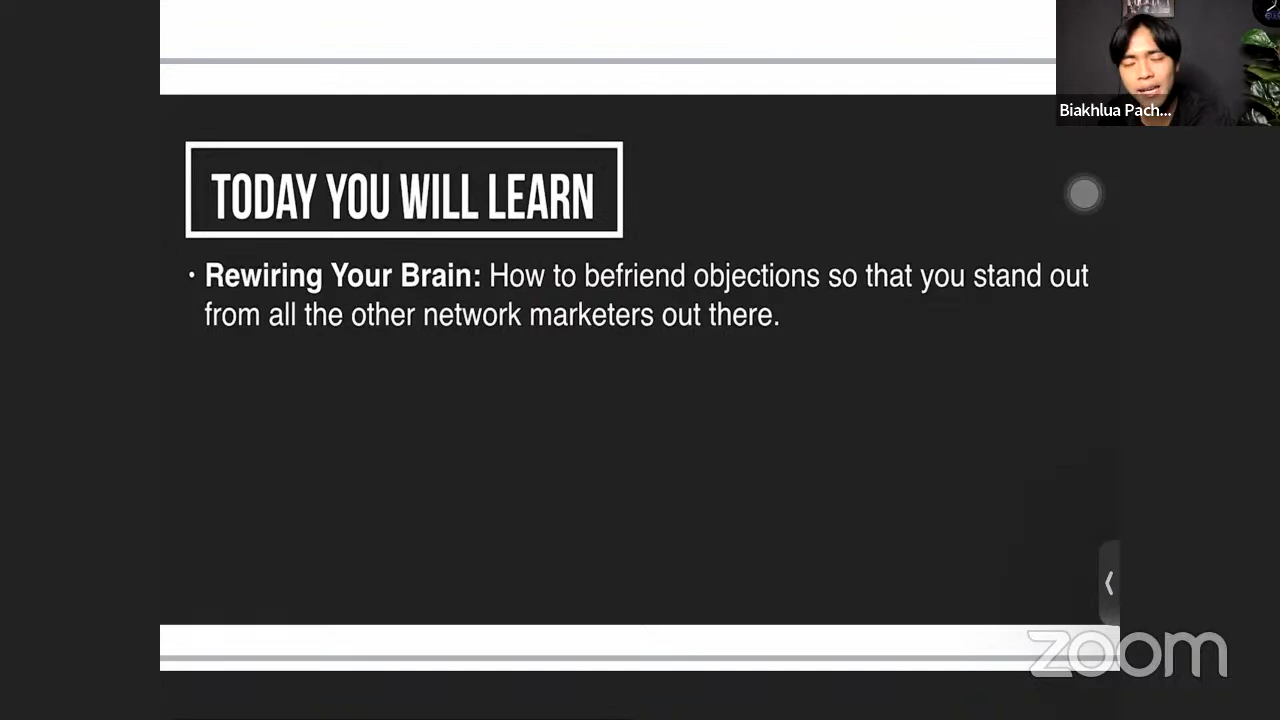 Biakhlua Pach...
TODAY YOU WILL LEARN
• Rewiring Your Brain: How to befriend objections so that you stand out
from all the other network marketers out there.
zoom